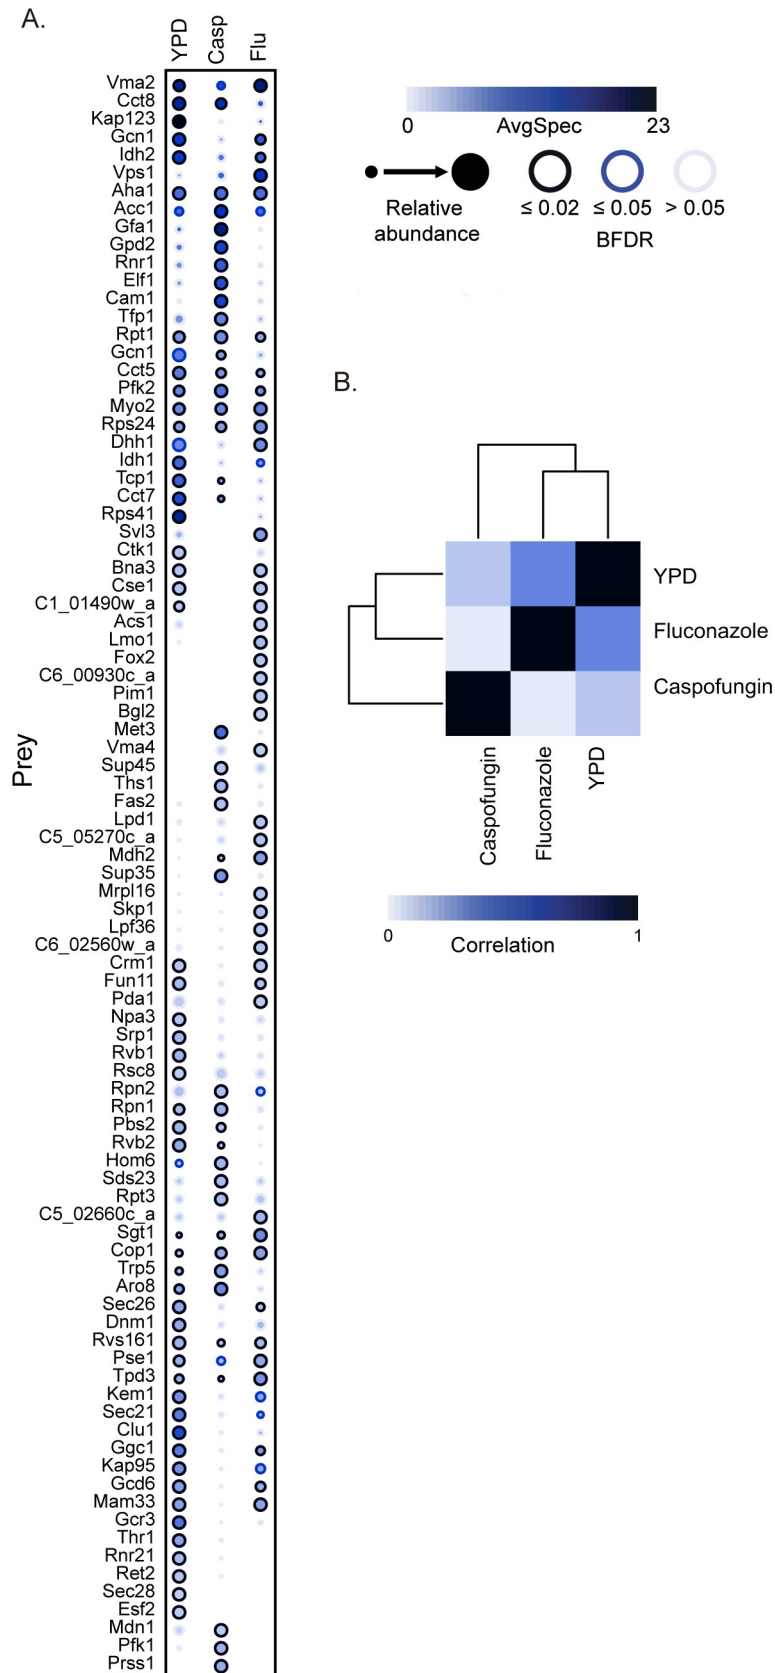 A.
YPD
Casp
Flu
Vma2
Cct8
Kap123
Gcn1
Idh2
Vps1
Aha1
Acc1
Gfa1
Gpd2
Rnr1
Elf1
Cam1
Tfp1
Rpt1
Gcn1
Cct5
Pfk2
Myo2
Rps24
Dhh1
Idh1
Tcp1
Cct7
Rps41
Svl3
Ctk1
Bna3
Cse1
C1_01490w_a
Acs1
Lmo1
Fox2
C6_00930c_a
Pim1
Bgl2
Met3
Vma4
Sup45
Ths1
Fas2
Lpd1
C5_05270c_a
Mdh2
Sup35
Mrpl16
Skp1
Lpf36
C6_02560w_a
Crm1
Fun11
Pda1
Npa3
Srp1
Rvb1
Rsc8
Rpn2
Rpn1
Pbs2
Rvb2
Hom6
Sds23
Rpt3
C5_02660c_a
Sgt1
Cop1
Trp5
Aro8
Sec26
Dnm1
Rvs161
Pse1
Tpd3
Kem1
Sec21
Clu1
Ggc1
Kap95
Gcd6
Mam33
Gcr3
Thr1
Rnr21
Ret2
Sec28
Esf2
Mdn1
Pfk1
Prss1
Prey
0 AvgSpec 23
Relative
abundance
≤ 0.02 ≤ 0.05 > 0.05
BFDR
B.
YPD
Fluconazole
Caspofungin
Caspofungin
Fluconazole
YPD
0 Correlation 1